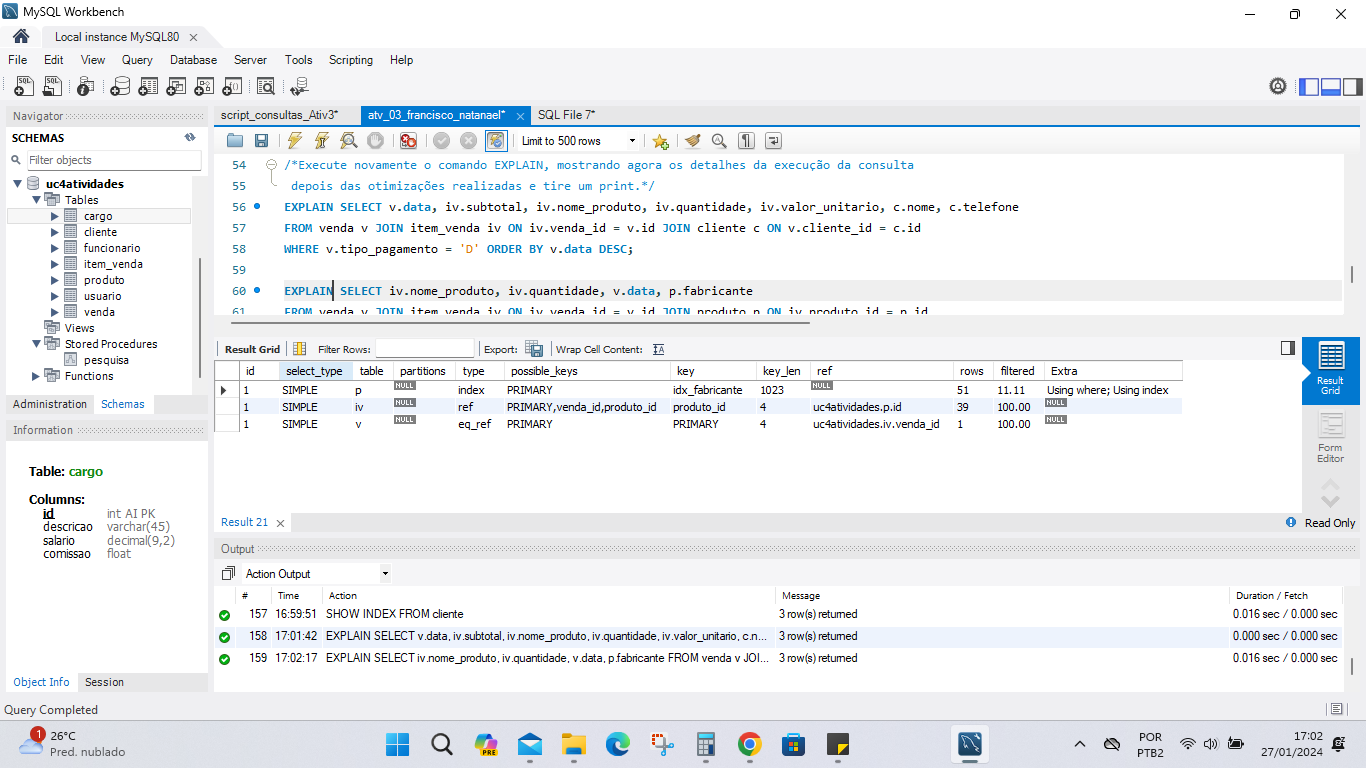 MySQL Workbench
Local instance MySQL80
File Edit View Query Database Server Tools Scripting Help
Navigator
SCHEMAS
Filter objects
uc4atividades
Tables
cargo
cliente
funcionario
item_venda
produto
usuario
venda
Views
Stored Procedures
pesquisa
Functions
Administration Schemas
Information
Table: cargo
Columns:
id int AI PK
descricao varchar(45)
salario decimal(9,2)
comissao float
Object Info Session
script_consultas_Ativ3* atv_03_francisco_natanael* SQL File 7*
Limit to 500 rows
54 /*Execute novamente o comando EXPLAIN, mostrando agora os detalhes da execução da consulta
55 depois das otimizações realizadas e tire um print.*/
56 EXPLAIN SELECT v.data, iv.subtotal, iv.nome_produto, iv.quantidade, iv.valor_unitario, c.nome, c.telefone
57 FROM venda v JOIN item_venda iv ON iv.venda_id = v.id JOIN cliente c ON v.cliente_id = c.id
58 WHERE v.tipo_pagamento = 'D' ORDER BY v.data DESC;
59
60 EXPLAIN SELECT iv.nome_produto, iv.quantidade, v.data, p.fabricante
61 FROM venda v JOIN item_venda iv ON iv.venda_id = v.id JOIN produto p ON iv.produto_id = p.id
Result Grid Filter Rows: Export: Wrap Cell Content:
id select_type table partitions type possible_keys key key_len ref rows filtered Extra
1 SIMPLE p NULL index PRIMARY idx_fabricante 1023 NULL 51 11.11 Using where; Using index
1 SIMPLE iv NULL ref PRIMARY,venda_id,produto_id produto_id 4 uc4atividades.p.id 39 100.00 NULL
1 SIMPLE v NULL eq_ref PRIMARY PRIMARY 4 uc4atividades.iv.venda_id 1 100.00 NULL
Result
Grid
Form
Editor
Result 21
Read Only
Output
Action Output
# Time Action Message Duration / Fetch
157 16:59:51 SHOW INDEX FROM cliente 3 row(s) returned 0.016 sec / 0.000 sec
158 17:01:42 EXPLAIN SELECT v.data, iv.subtotal, iv.nome_produto, iv.quantidade, iv.valor_unitario, c.n... 3 row(s) returned 0.000 sec / 0.000 sec
159 17:02:17 EXPLAIN SELECT iv.nome_produto, iv.quantidade, v.data, p.fabricante FROM venda v JOI... 3 row(s) returned 0.016 sec / 0.000 sec
Query Completed
1
26°C
Pred. nublado
PRE
POR
PTB2
17:02
27/01/2024